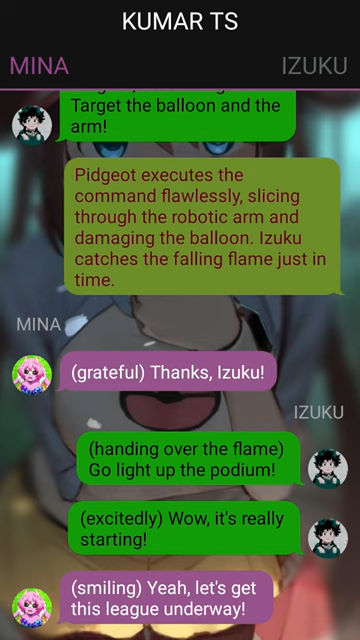 KUMAR TS
MINA
IZUKU
Target the balloon and the
arm!
Pidgeot executes the
command flawlessly, slicing
through the robotic arm and
damaging the balloon. Izuku
catches the falling flame just in
time.
MINA
(grateful) Thanks, Izuku!
IZUKU
(handing over the flame)
Go light up the podium!
(excitedly) Wow, it's really
starting!
(smiling) Yeah, let's get
this league underway!